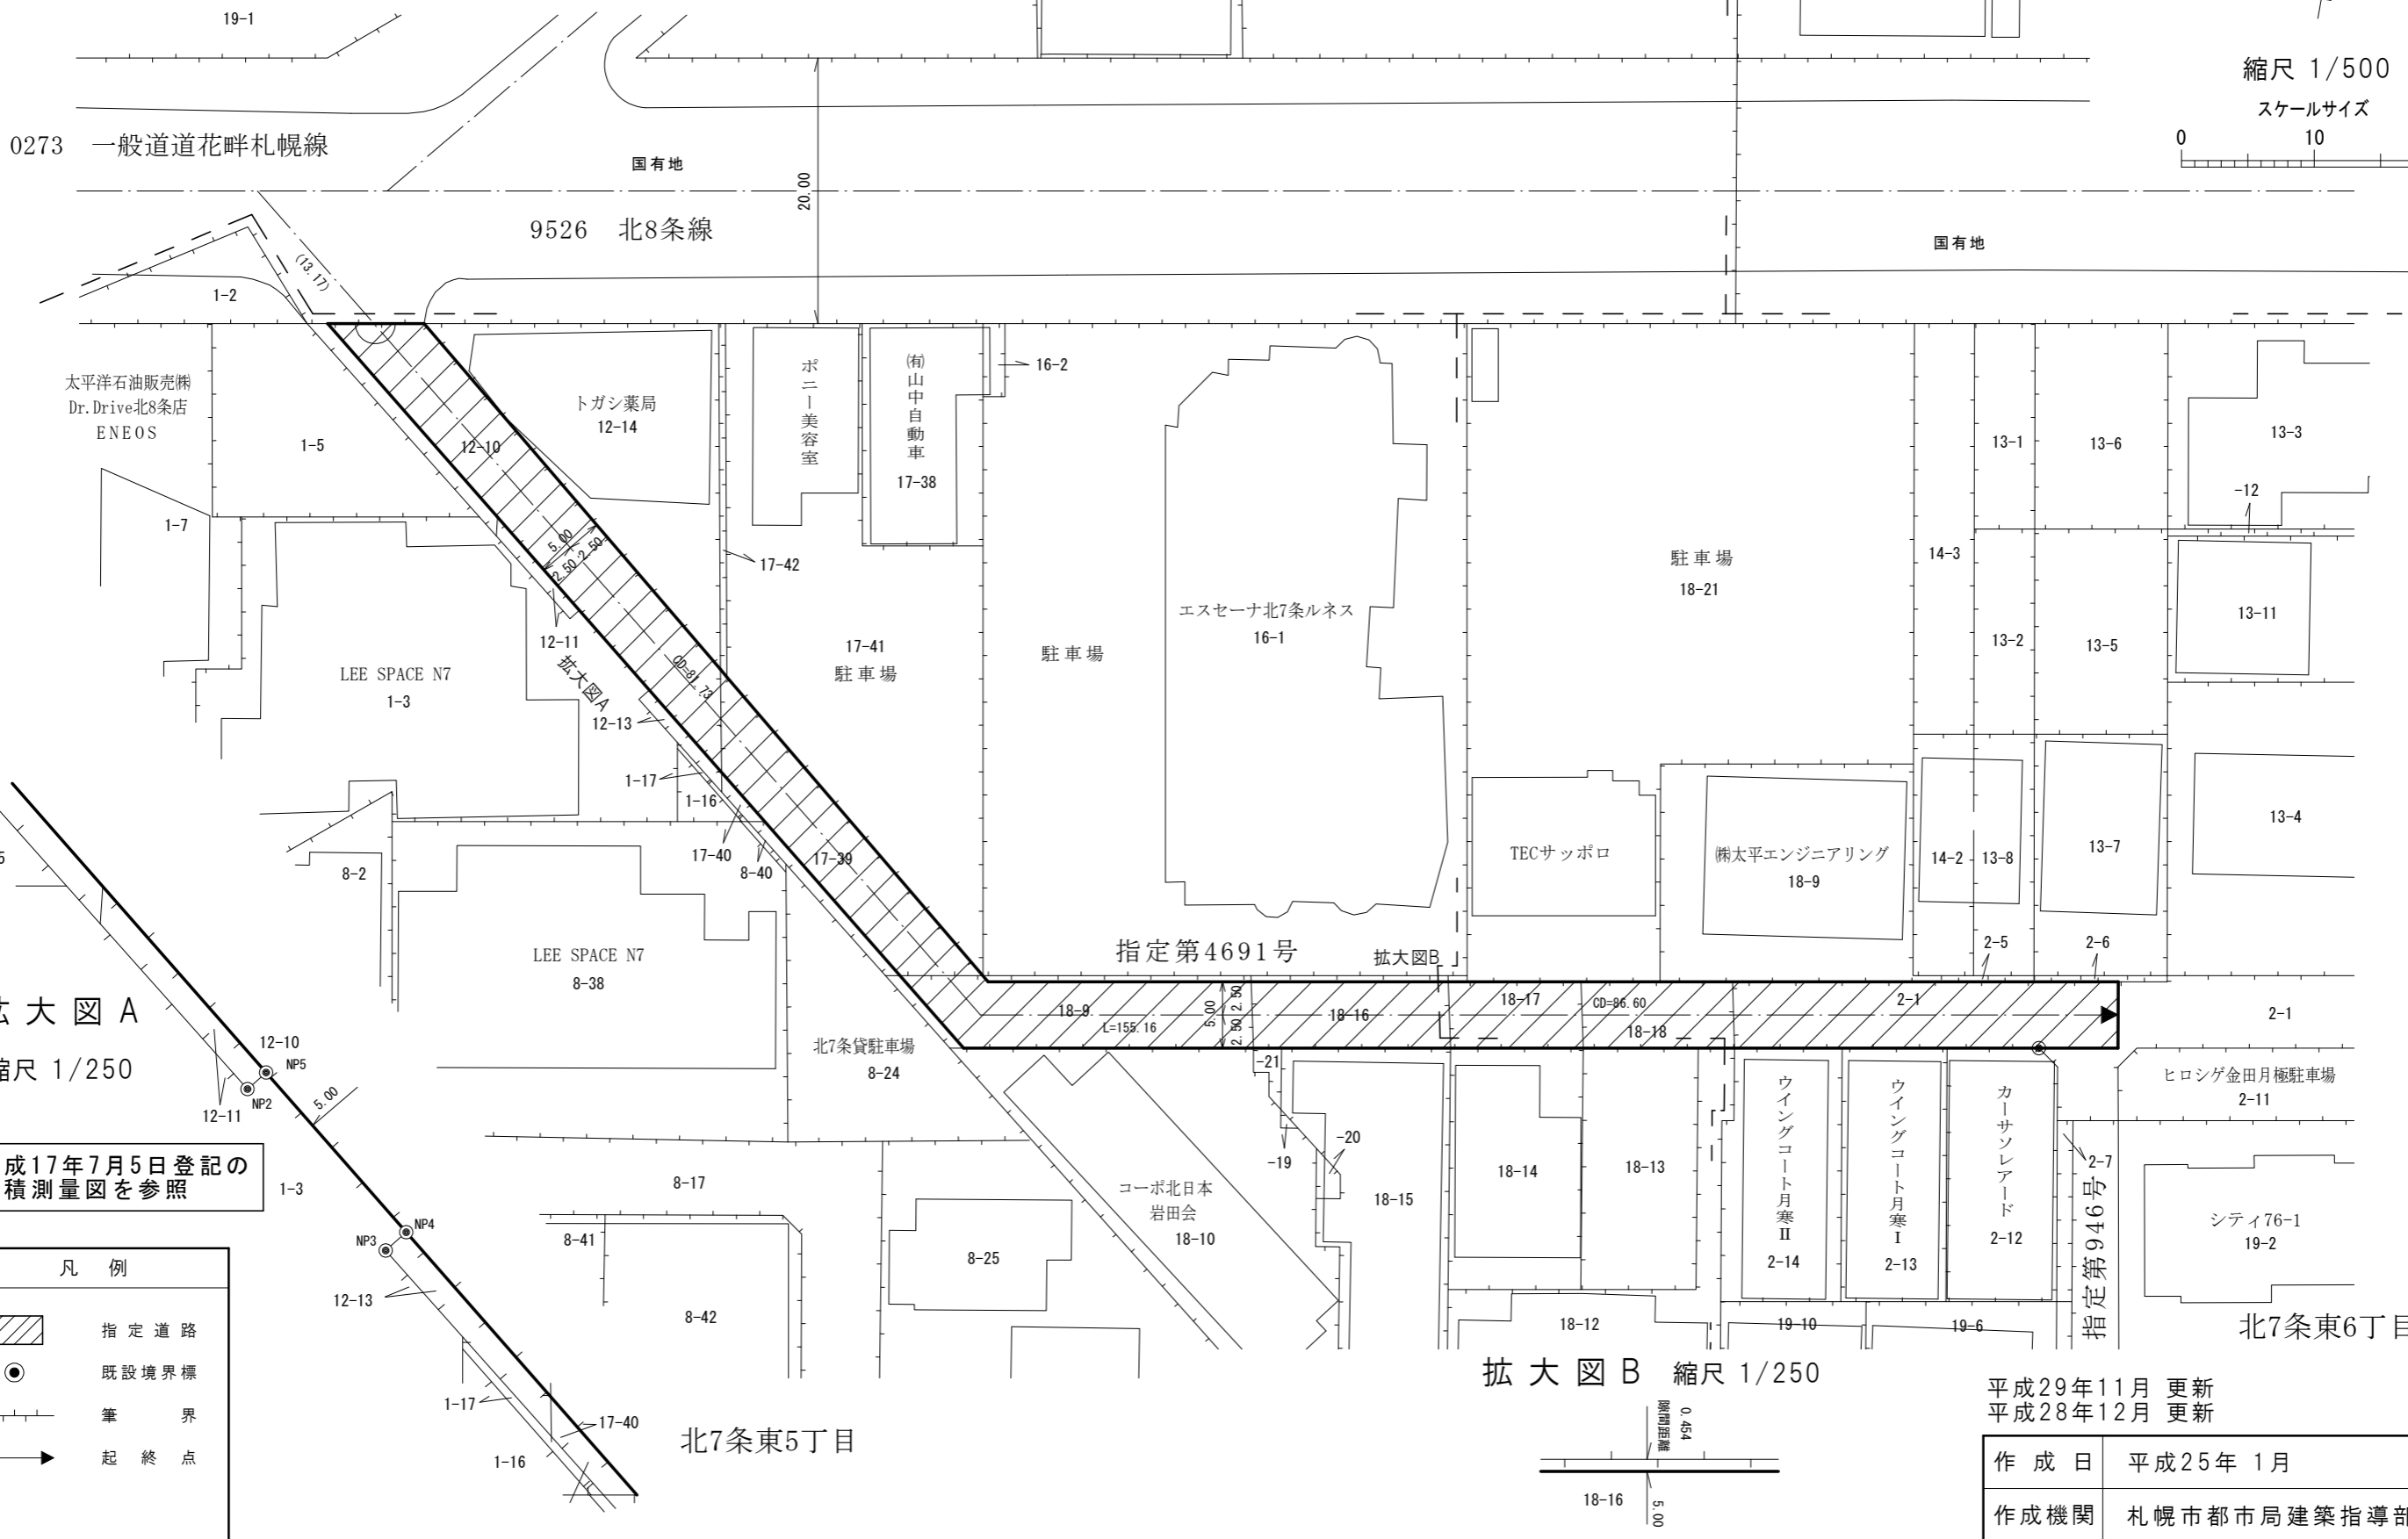 19-1
縮尺 1/500
スケールサイズ
0 10
0273 一般道道花畔札幌線
国有地
20.00
9526 北8条線
国有地
(13.17)
1-2
太平洋石油販売㈱
Dr.Drive北8条店
ENEOS
1-5
1-7
12-10
トガシ薬局
12-14
ポニー美容室
㈲山中自動車
17-38
16-2
17-42
5.00
2.50 2.50
12-11
拡大図A
CD=81.73
LEE SPACE N7
1-3
12-13
1-17
1-16
17-40
8-40
17-39
17-41
駐車場
駐車場
エスセーナ北7条ルネス
16-1
駐車場
18-21
14-3
13-1
13-6
13-3
-12
13-2
13-5
13-11
TECサッポロ
㈱太平エンジニアリング
18-9
14-2
13-8
13-7
13-4
2-5
2-6
8-2
LEE SPACE N7
8-38
指定第4691号
拡大図B
18-9
L=155.16
5.00
2.50 2.50
18-16
18-17
CD=86.60
18-18
2-1
2-1
北7条貸駐車場
8-24
-21
-19
-20
18-15
18-14
18-13
ウイングコート月寒Ⅱ
2-14
ウイングコート月寒Ⅰ
2-13
カーサソレアード
2-12
ヒロシゲ金田月極駐車場
2-11
2-7
指定第946号
シティ76-1
19-2
北7条東6丁目
コーポ北日本
岩田会
18-10
8-17
8-41
8-42
8-25
18-12
19-10
19-6
大図A
縮尺 1/250
12-10
NP5
NP2
12-11
5.00
成17年7月5日登記の
積測量図を参照
1-3
NP4
NP3
12-13
1-17
17-40
1-16
凡例
指定道路
既設境界標
筆界
起終点
北7条東5丁目
拡大図B 縮尺 1/250
隙間距離
0.454
18-16
5.00
平成29年11月 更新
平成28年12月 更新
作成日 平成25年 1月
作成機関 札幌市都市局建築指導部